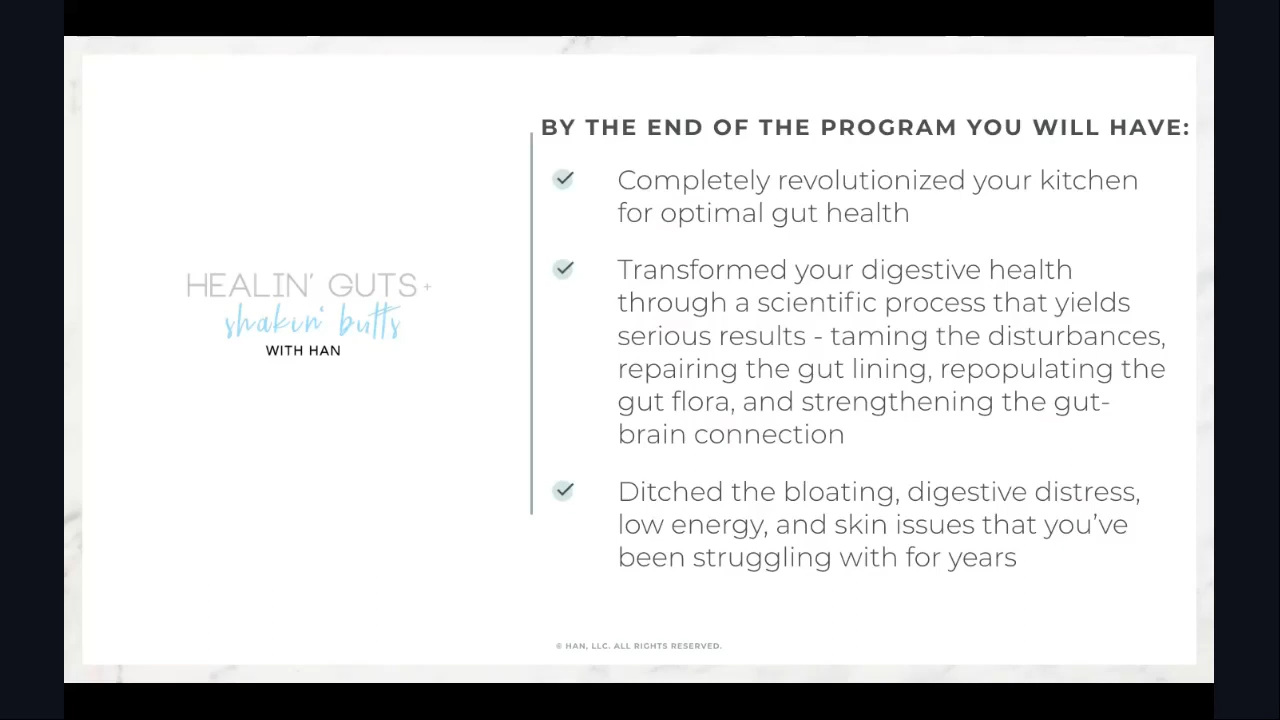 BY THE END OF THE PROGRAM YOU WILL HAVE:
Completely revolutionized your kitchen
for optimal gut health
Transformed your digestive health
through a scientific process that yields
serious results - taming the disturbances,
repairing the gut lining, repopulating the
gut flora, and strengthening the gut-
brain connection
Ditched the bloating, digestive distress,
low energy, and skin issues that you’ve
been struggling with for years
HEALIN' GUTS +
shakin' butts
WITH HAN
© HAN, LLC. ALL RIGHTS RESERVED.